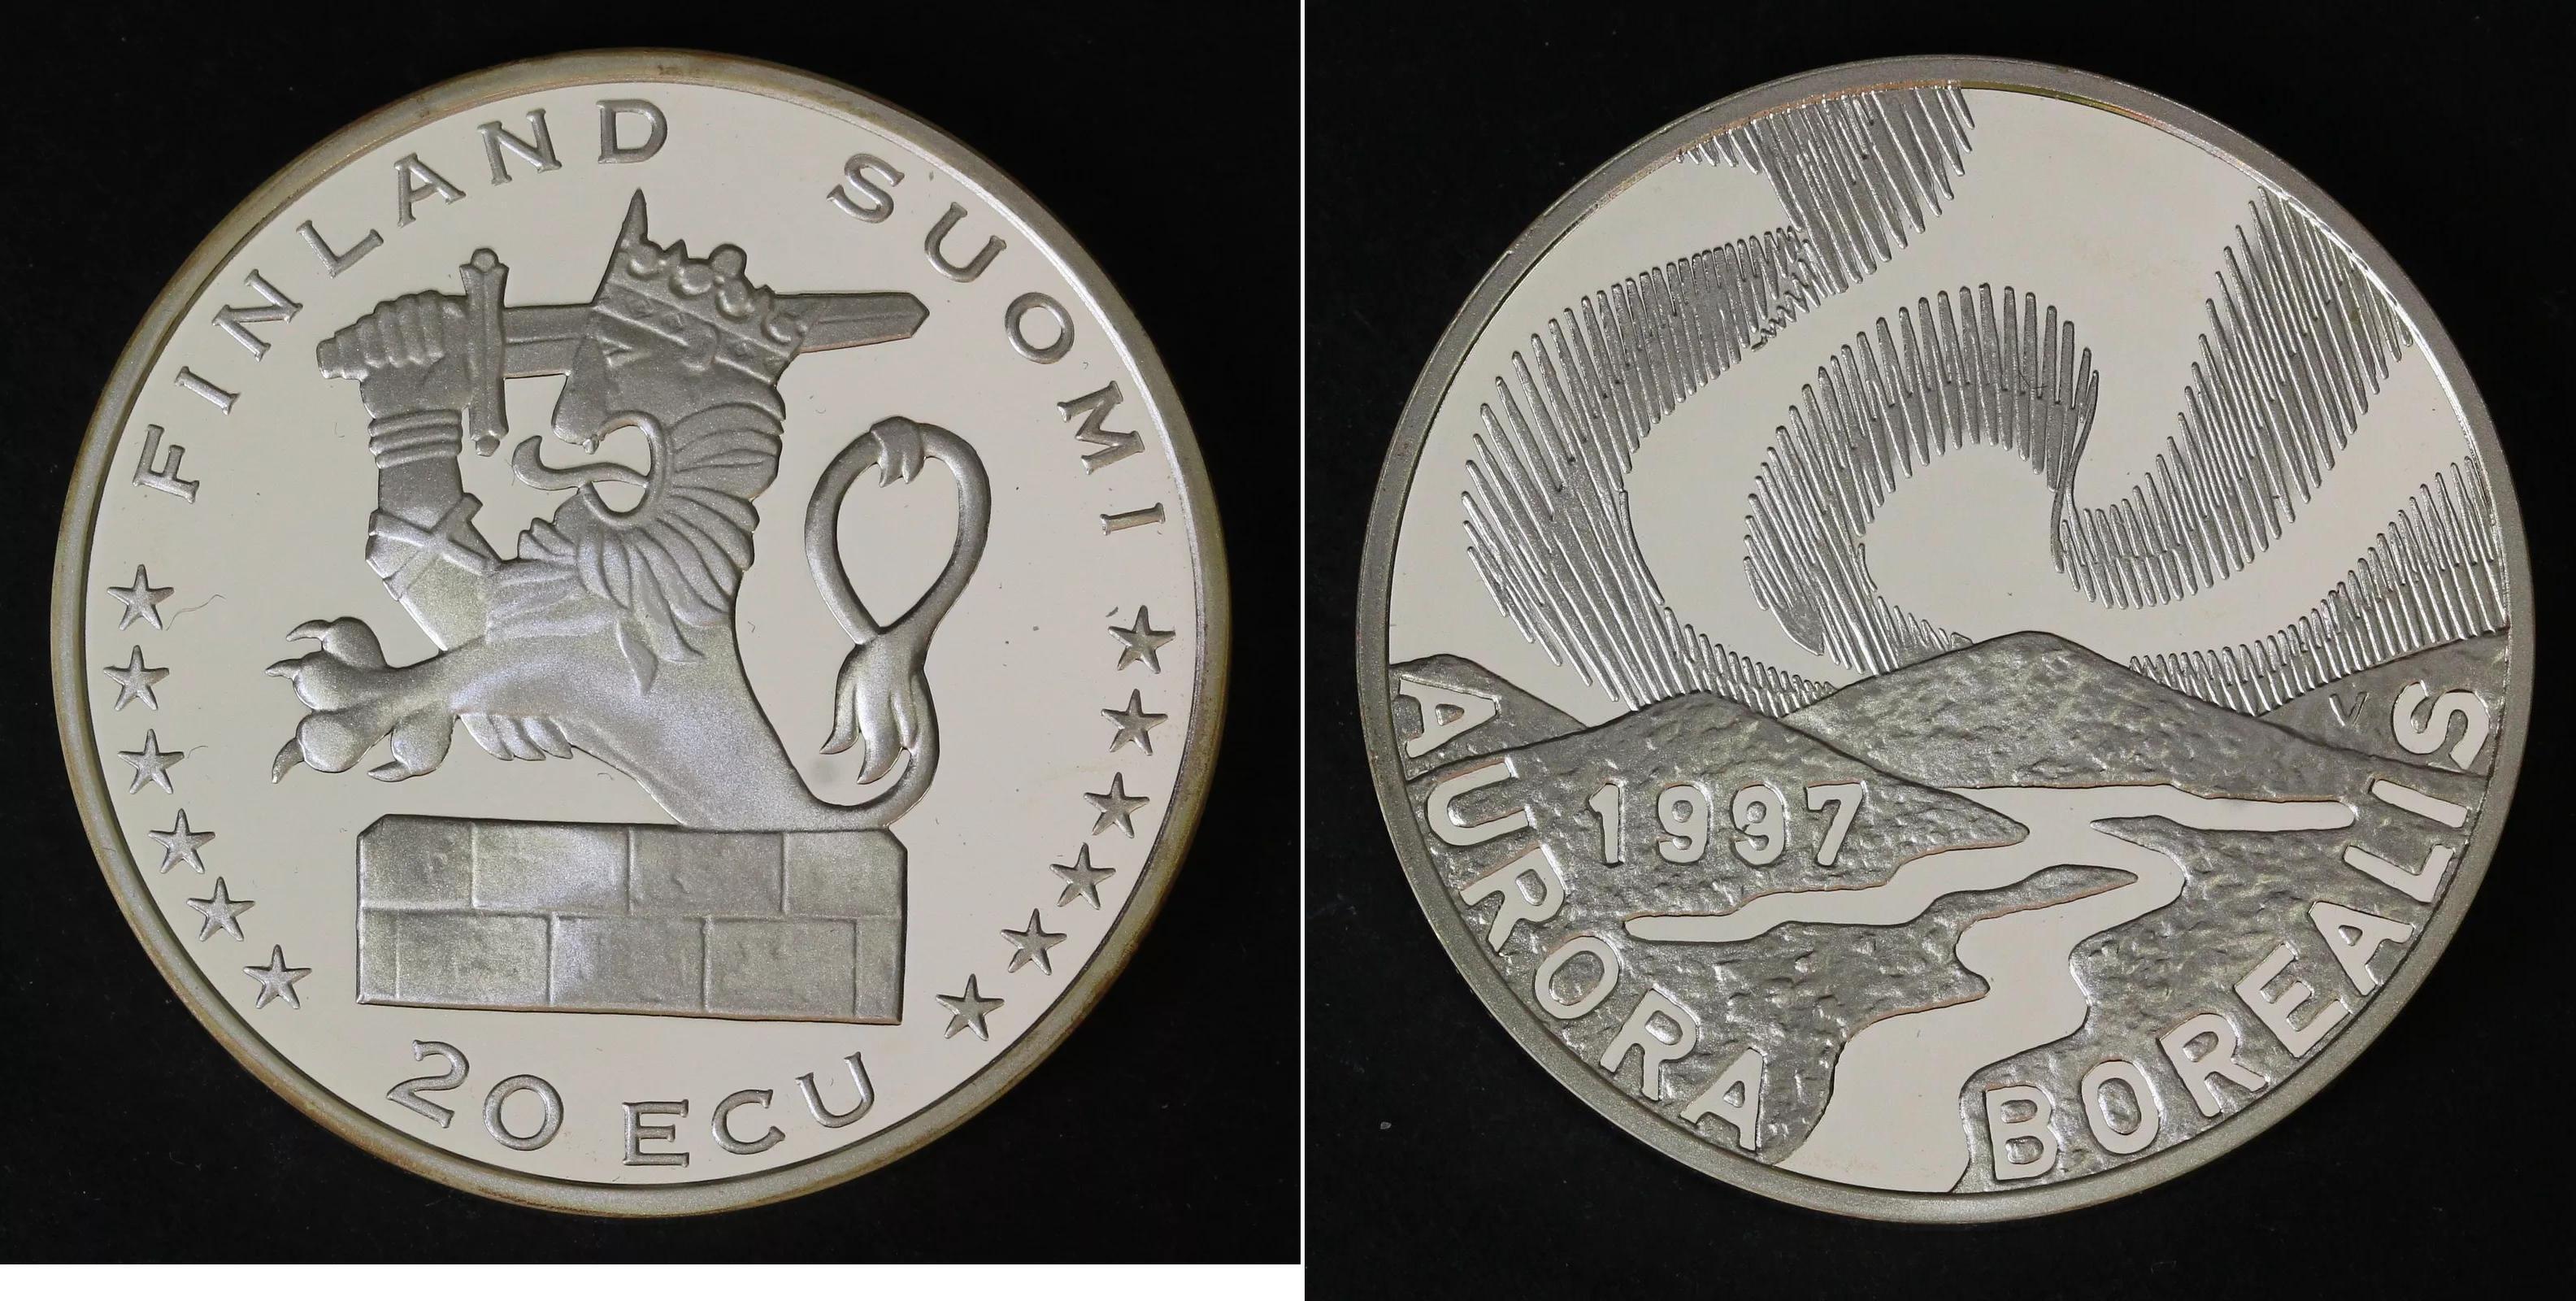 FINLAND SUOMI
20 ECU
V
1997
AURORA BOREALIS